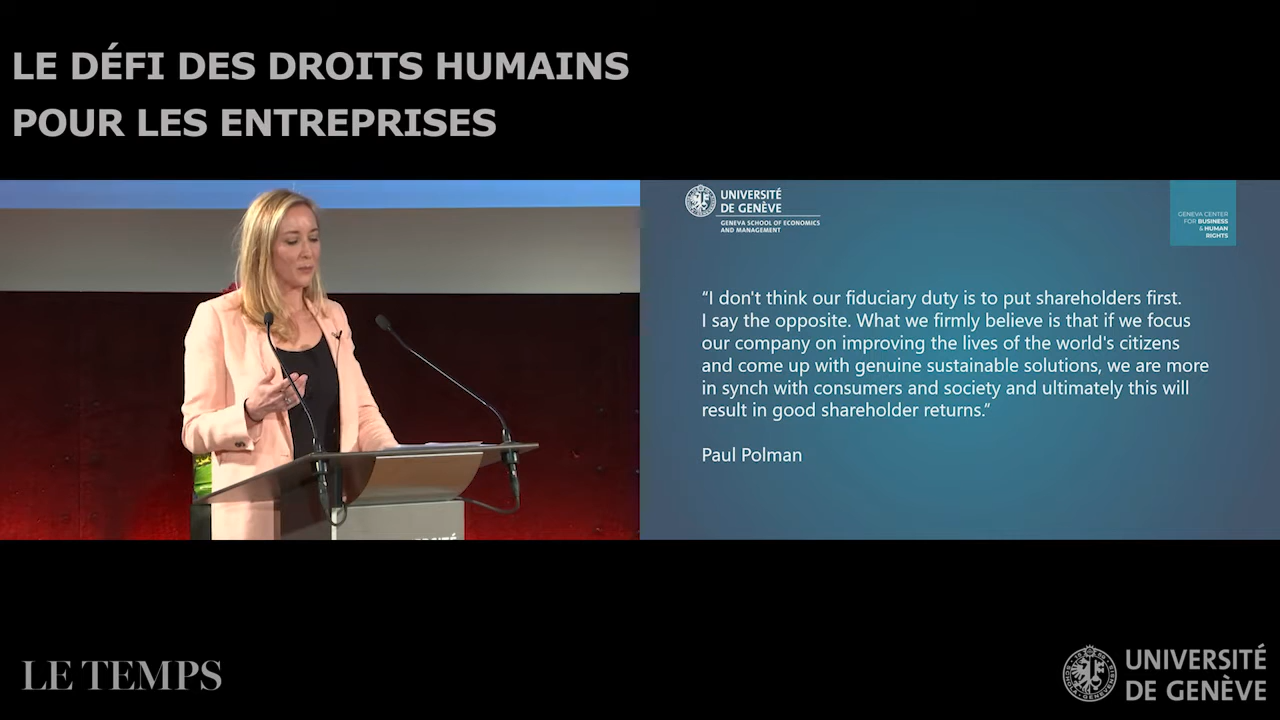 LE DÉFI DES DROITS HUMAINS
POUR LES ENTREPRISES
UNIVERSITÉ
DE GENÈVE
GENEVA SCHOOL OF ECONOMICS
AND MANAGEMENT
GENEVA CENTER
FOR BUSINESS
& HUMAN
RIGHTS
“I don't think our fiduciary duty is to put shareholders first.
I say the opposite. What we firmly believe is that if we focus
our company on improving the lives of the world's citizens
and come up with genuine sustainable solutions, we are more
in synch with consumers and society and ultimately this will
result in good shareholder returns.”
Paul Polman
LE TEMPS
UNIVERSITÉ
DE GENÈVE